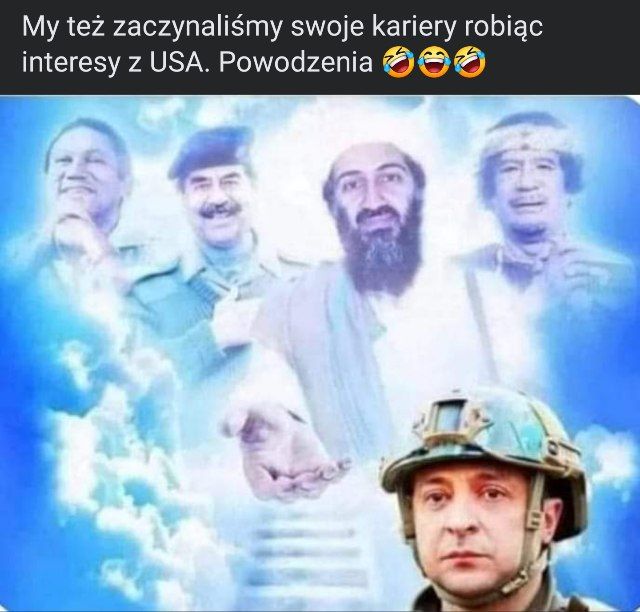 My też zaczynaliśmy swoje kariery robiąc
interesy z USA. Powodzenia 🤣😂🤣